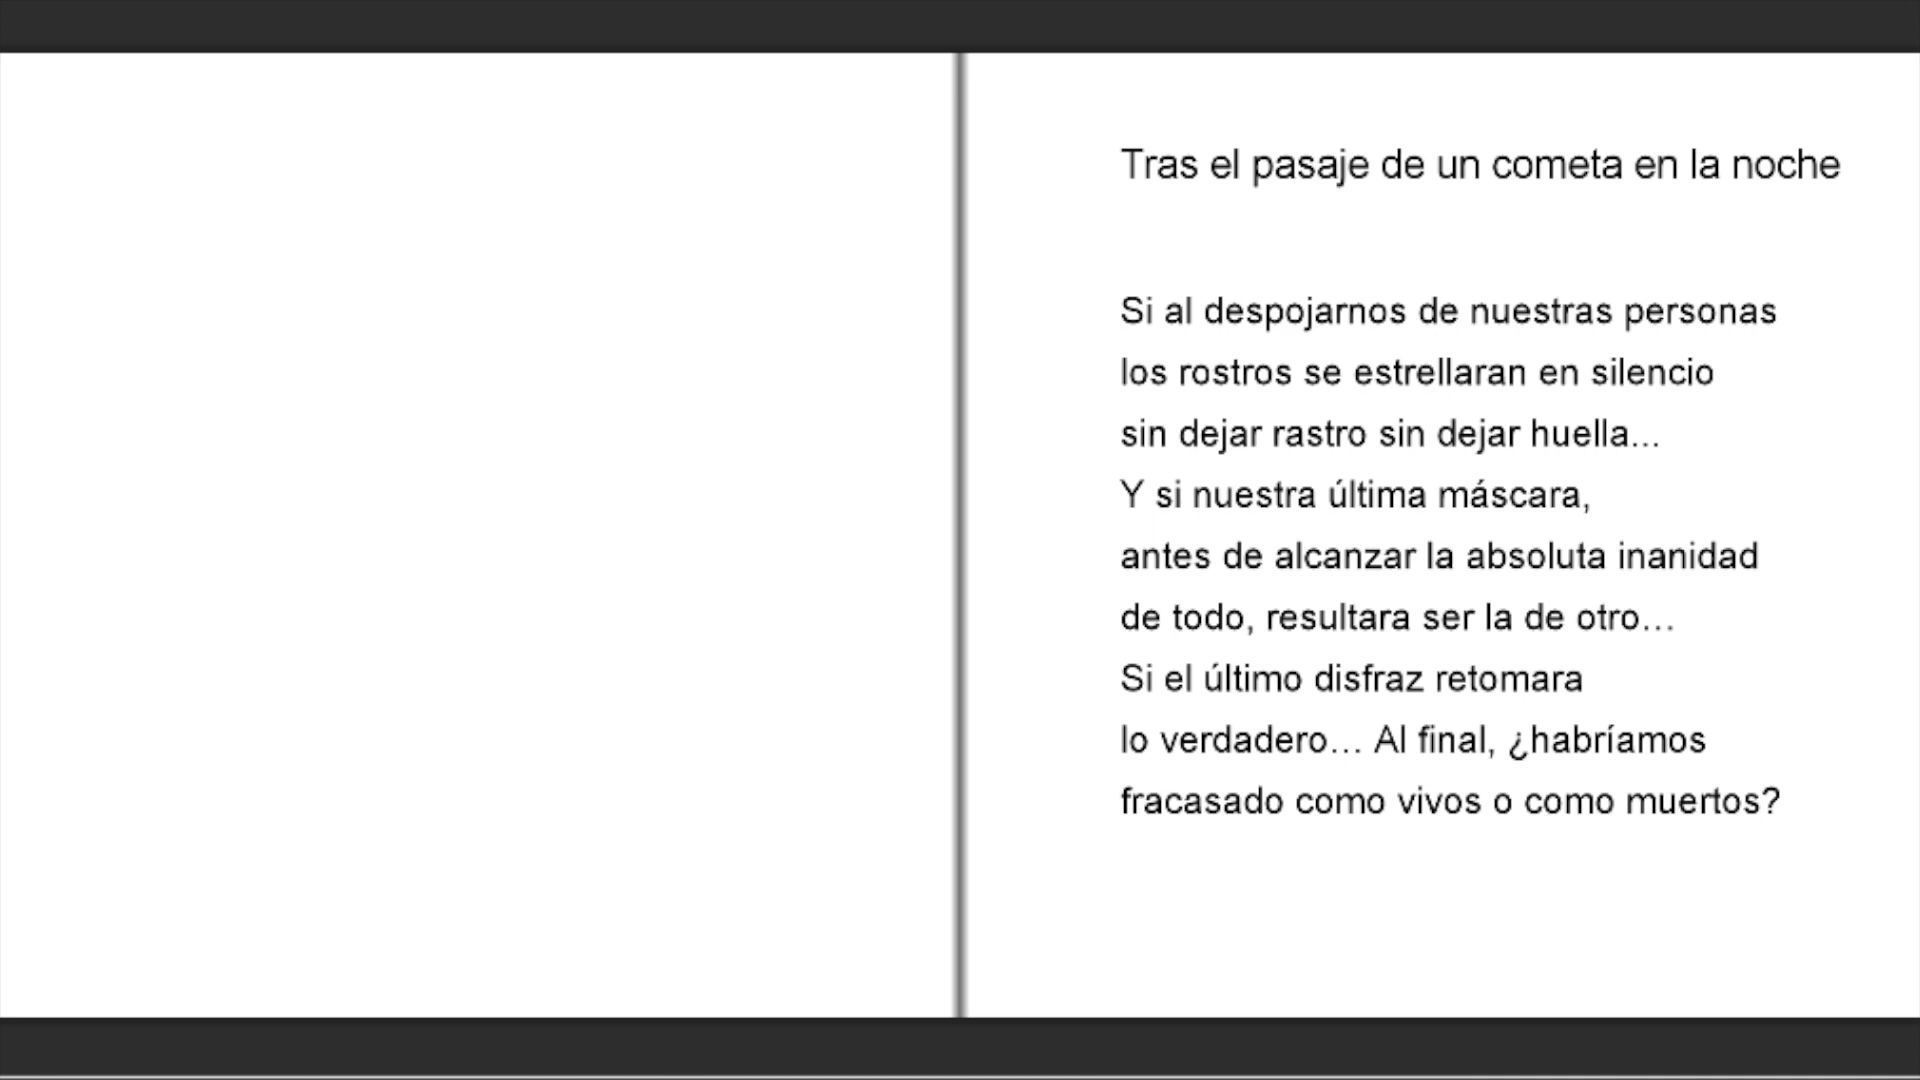 Tras el pasaje de un cometa en la noche
Si al despojarnos de nuestras personas
los rostros se estrellaran en silencio
sin dejar rastro sin dejar huella...
Y si nuestra última máscara,
antes de alcanzar la absoluta inanidad
de todo, resultara ser la de otro…
Si el último disfraz retomara
lo verdadero… Al final, ¿habríamos
fracasado como vivos o como muertos?